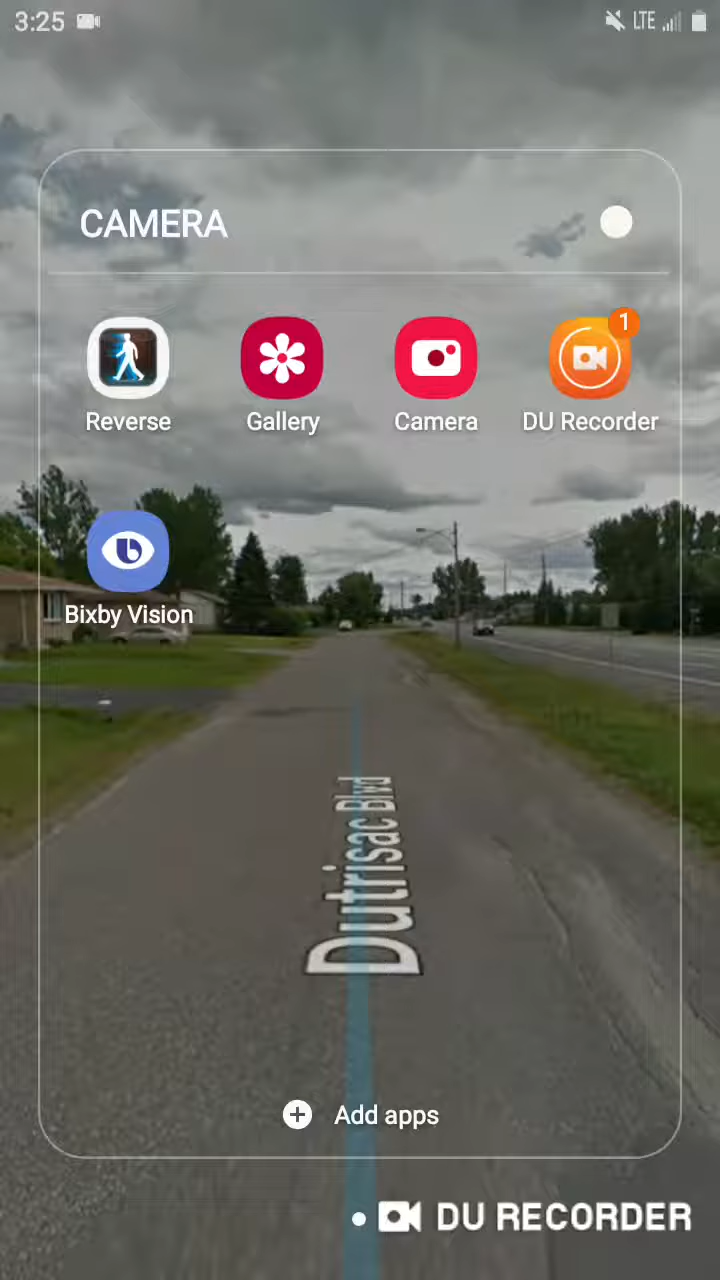 3:25 LTE
CAMERA
1
Reverse Gallery Camera DU Recorder
Bixby Vision
Dutrisac Blvd
Add apps
DU RECORDER